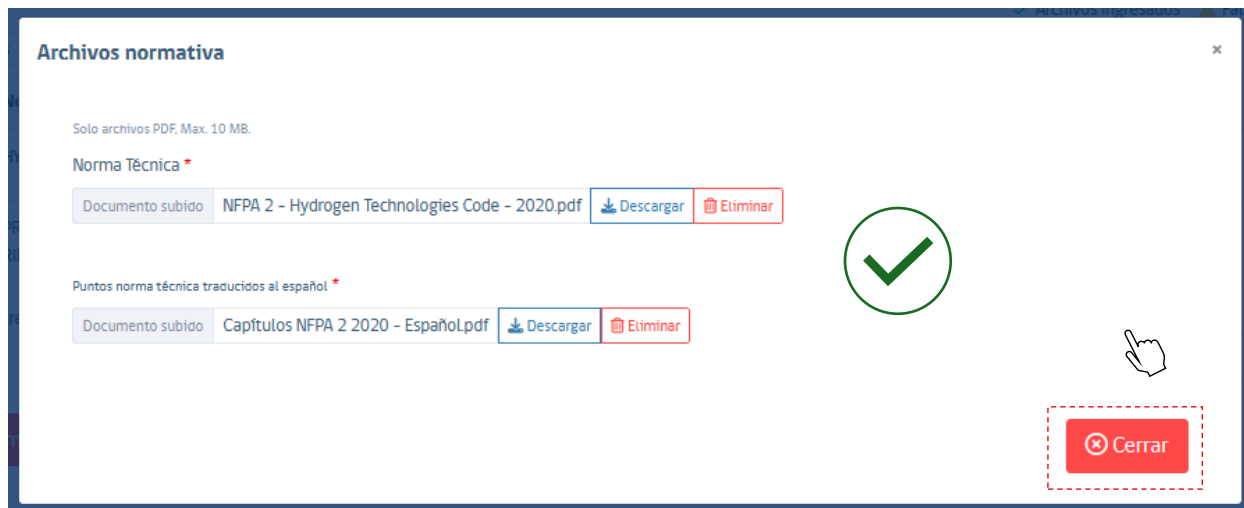 Archivos ingresados
Archivos normativa
×
Solo archivos PDF, Max. 10 MB.
Norma Técnica *
Documento subido NFPA 2 - Hydrogen Technologies Code - 2020.pdf Descargar Eliminar
Puntos norma técnica traducidos al español *
Documento subido Capítulos NFPA 2 2020 - Español.pdf Descargar Eliminar
Cerrar